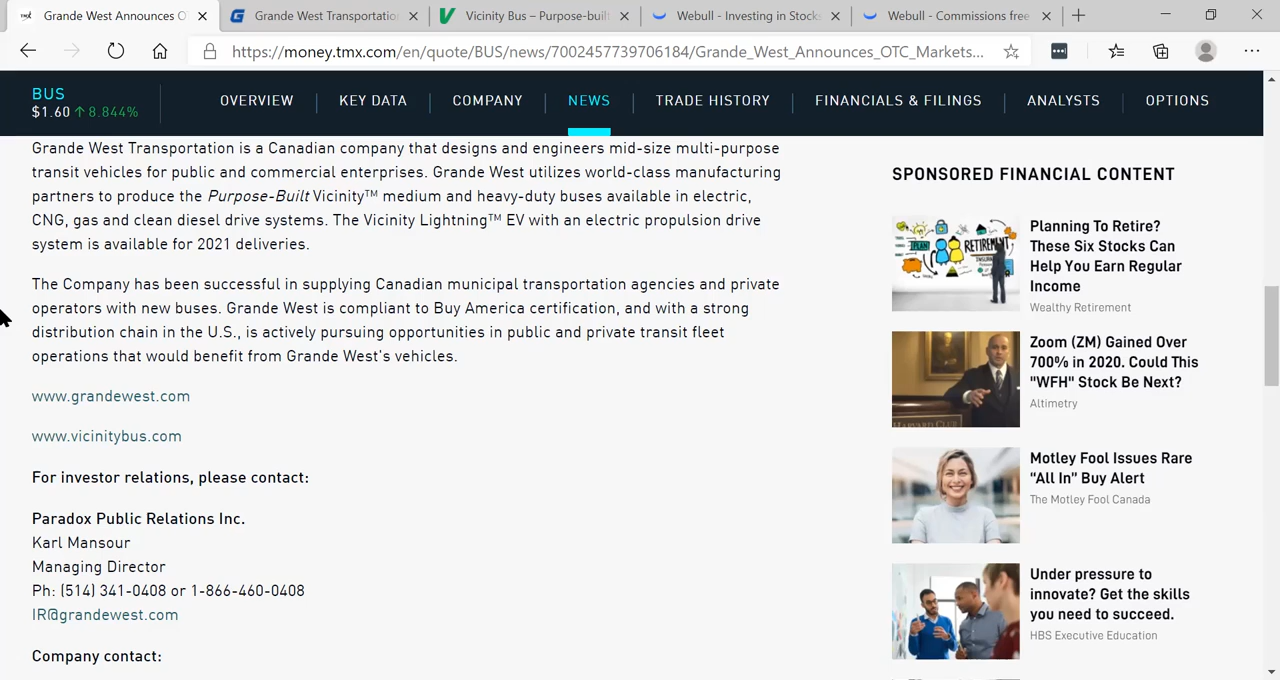 Grande West Announces O
Grande West Transportation
Vicinity Bus – Purpose-buil
Webull - Investing in Stocks
Webull - Commissions free
https://money.tmx.com/en/quote/BUS/news/7002457739706184/Grande_West_Announces_OTC_Markets...
BUS
$1.60 ↑ 8.844%
OVERVIEW
KEY DATA
COMPANY
NEWS
TRADE HISTORY
FINANCIALS & FILINGS
ANALYSTS
OPTIONS
Grande West Transportation is a Canadian company that designs and engineers mid-size multi-purpose
transit vehicles for public and commercial enterprises. Grande West utilizes world-class manufacturing
partners to produce the Purpose-Built Vicinity™ medium and heavy-duty buses available in electric,
CNG, gas and clean diesel drive systems. The Vicinity Lightning™ EV with an electric propulsion drive
system is available for 2021 deliveries.
The Company has been successful in supplying Canadian municipal transportation agencies and private
operators with new buses. Grande West is compliant to Buy America certification, and with a strong
distribution chain in the U.S., is actively pursuing opportunities in public and private transit fleet
operations that would benefit from Grande West's vehicles.
www.grandewest.com
www.vicinitybus.com
For investor relations, please contact:
Paradox Public Relations Inc.
Karl Mansour
Managing Director
Ph: (514) 341-0408 or 1-866-460-0408
IR@grandewest.com
Company contact:
SPONSORED FINANCIAL CONTENT
Planning To Retire?
These Six Stocks Can
Help You Earn Regular
Income
Wealthy Retirement
Zoom (ZM) Gained Over
700% in 2020. Could This
"WFH" Stock Be Next?
Altimetry
Motley Fool Issues Rare
“All In” Buy Alert
The Motley Fool Canada
Under pressure to
innovate? Get the skills
you need to succeed.
HBS Executive Education